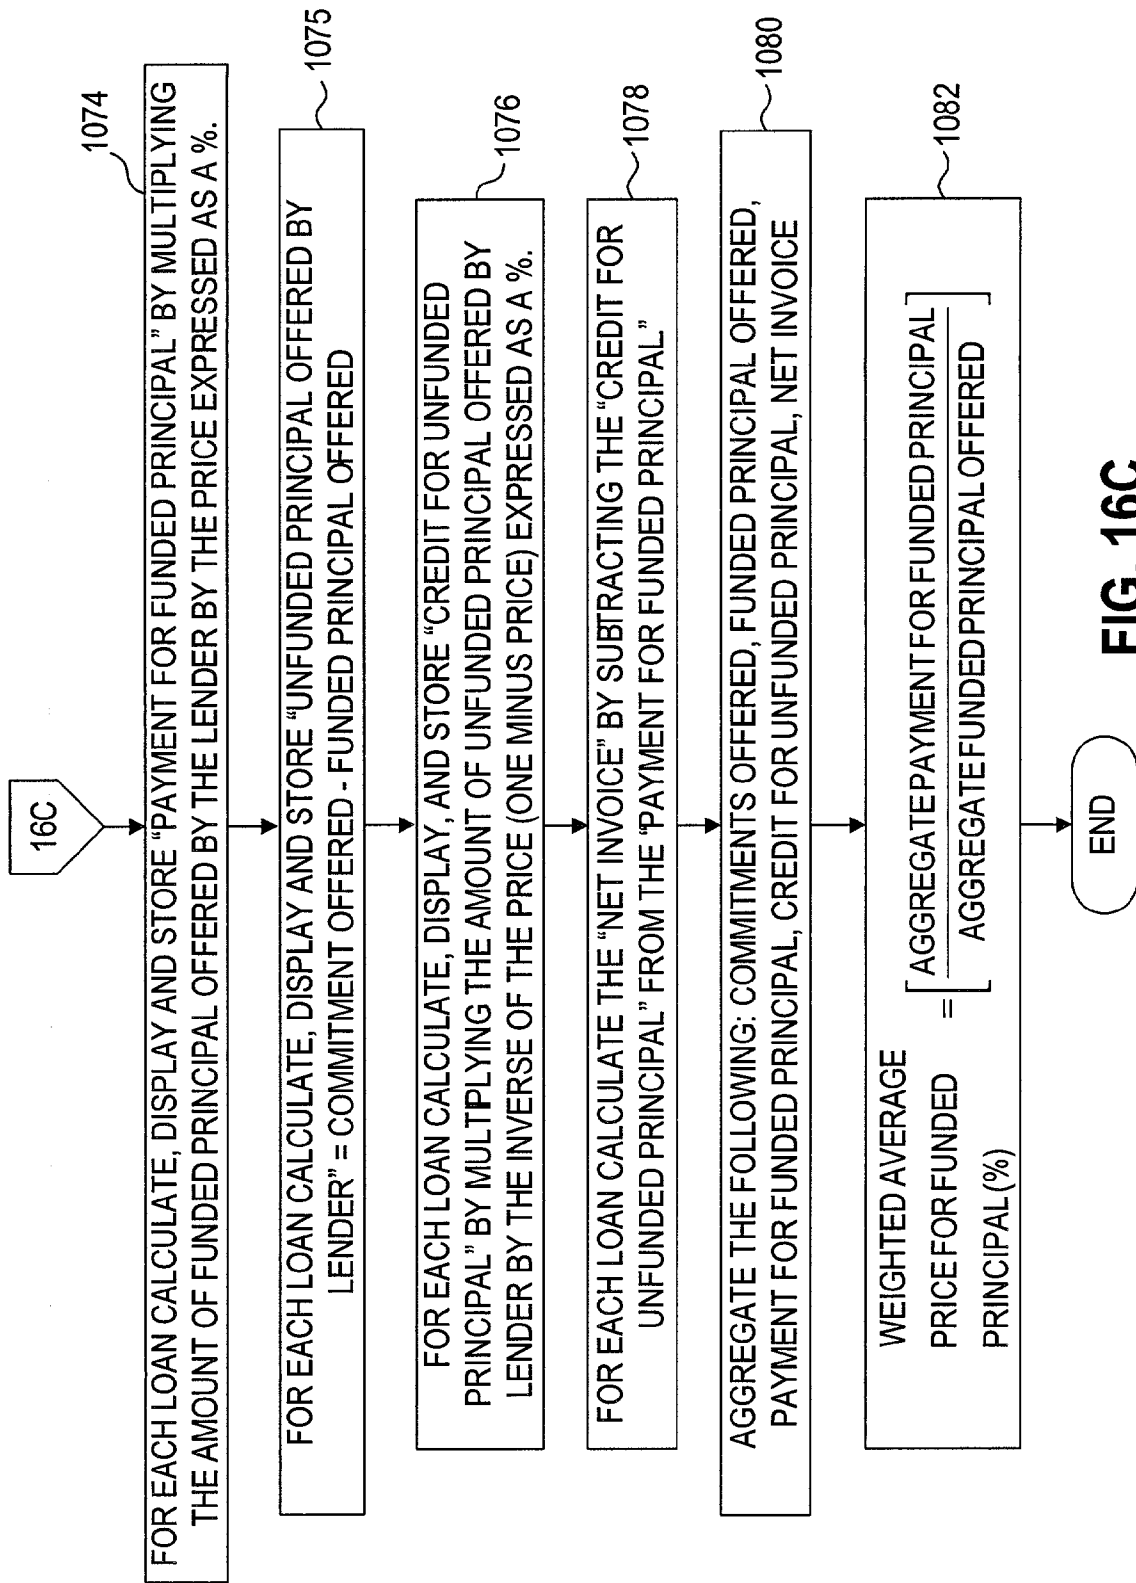 16C
1074
FOR EACH LOAN CALCULATE, DISPLAY AND STORE “PAYMENT FOR FUNDED PRINCIPAL” BY MULTIPLYING
THE AMOUNT OF FUNDED PRINCIPAL OFFERED BY THE LENDER BY THE PRICE EXPRESSED AS A %.
1075
FOR EACH LOAN CALCULATE, DISPLAY AND STORE “UNFUNDED PRINCIPAL OFFERED BY
LENDER” = COMMITMENT OFFERED - FUNDED PRINCIPAL OFFERED
1076
FOR EACH LOAN CALCULATE, DISPLAY, AND STORE “CREDIT FOR UNFUNDED
PRINCIPAL” BY MULTIPLYING THE AMOUNT OF UNFUNDED PRINCIPAL OFFERED BY
LENDER BY THE INVERSE OF THE PRICE (ONE MINUS PRICE) EXPRESSED AS A %.
1078
FOR EACH LOAN CALCULATE THE “NET INVOICE” BY SUBTRACTING THE “CREDIT FOR
UNFUNDED PRINCIPAL” FROM THE “PAYMENT FOR FUNDED PRINCIPAL.”
1080
AGGREGATE THE FOLLOWING: COMMITMENTS OFFERED, FUNDED PRINCIPAL OFFERED,
PAYMENT FOR FUNDED PRINCIPAL, CREDIT FOR UNFUNDED PRINCIPAL, NET INVOICE
1082
WEIGHTED AVERAGE
PRICE FOR FUNDED
PRINCIPAL (%)
= [AGGREGATE PAYMENT FOR FUNDED PRINCIPAL
AGGREGATE FUNDED PRINCIPAL OFFERED]
END
FIG. 16C